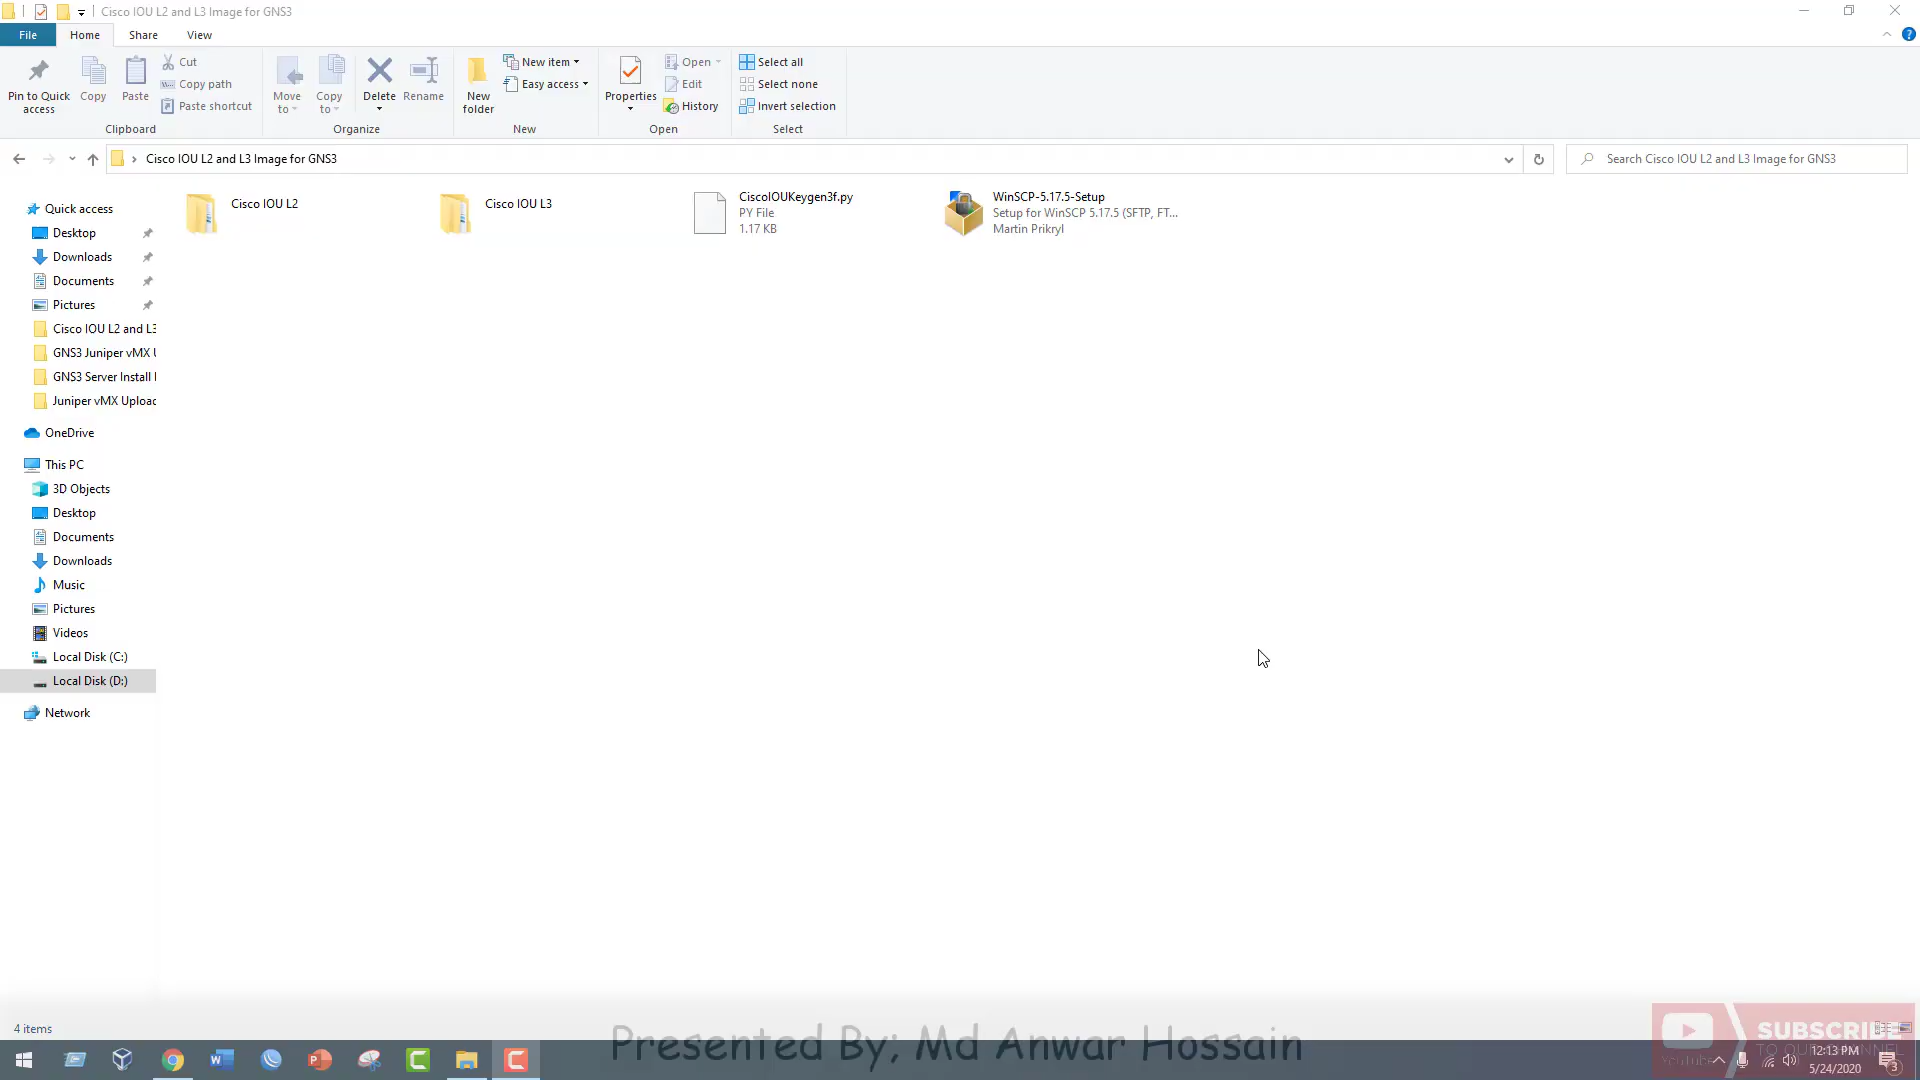 Cisco IOU L2 and L3 Image for GNS3
File
Home
Share
View
Pin to Quick access
Copy
Paste
Cut
Copy path
Paste shortcut
Clipboard
Move to
Copy to
Delete
Rename
Organize
New folder
New item
Easy access
New
Properties
Open
Edit
History
Open
Select all
Select none
Invert selection
Select
Cisco IOU L2 and L3 Image for GNS3
Search Cisco IOU L2 and L3 Image for GNS3
Quick access
Desktop
Downloads
Documents
Pictures
Cisco IOU L2 and L3
GNS3 Juniper vMX U
GNS3 Server Install
Juniper vMX Upload
OneDrive
This PC
3D Objects
Desktop
Documents
Downloads
Music
Pictures
Videos
Local Disk (C:)
Local Disk (D:)
Network
Cisco IOU L2
Cisco IOU L3
CiscoIOUKeygen3f.py
PY File
1.17 KB
WinSCP-5.17.5-Setup
Setup for WinSCP 5.17.5 (SFTP, FT...
Martin Prikryl
4 items
Presented By; Md Anwar Hossain
SUBSCRIBE
12:13 PM
5/24/2020
3